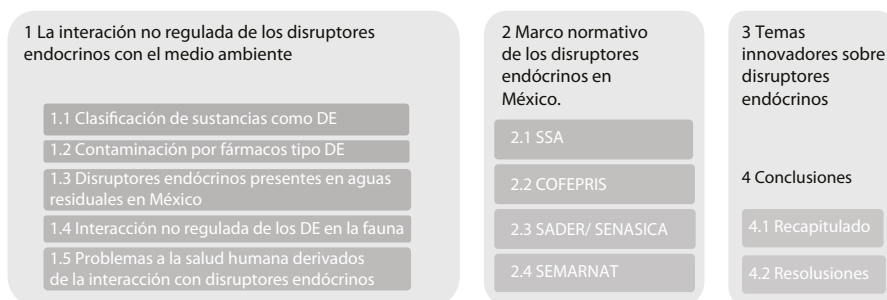 1 La interación no regulada de los disruptores
endocrinos con el medio ambiente
1.1 Clasificación de sustancias como DE
1.2 Contaminación por fármacos tipo DE
1.3 Disruptores endócrinos presentes en aguas
residuales en México
1.4 Interacción no regulada de los DE en la fauna
1.5 Problemas a la salud humana derivados
de la interacción con disruptores endócrinos
2 Marco normativo
de los disruptores
endócrinos en
México.
2.1 SSA
2.2 COFEPRIS
2.3 SADER/ SENASICA
2.4 SEMARNAT
3 Temas
innovadores sobre
disruptores
endócrinos
4 Conclusiones
4.1 Recapitulado
4.2 Resolusiones